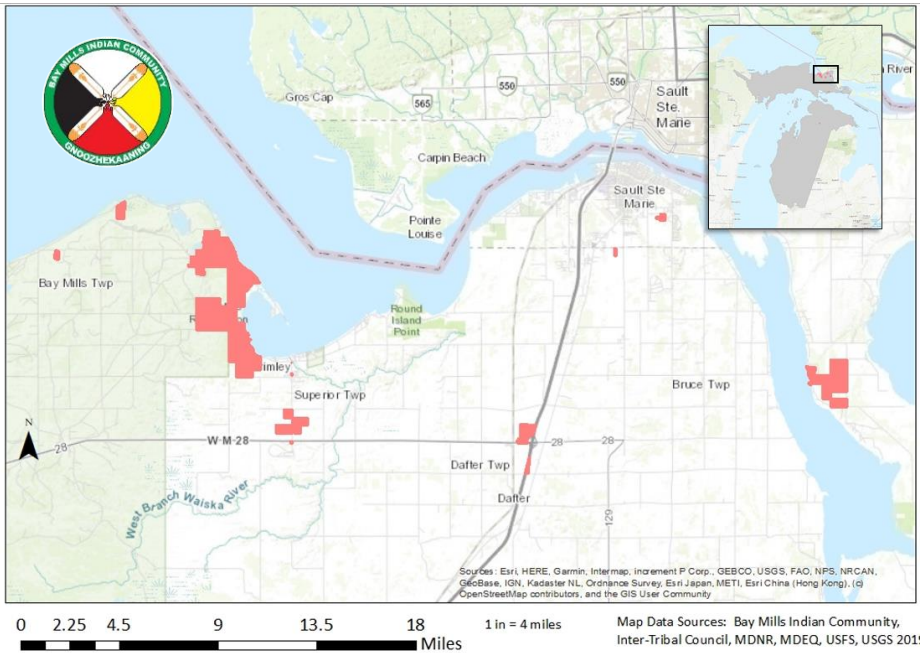 BAY MILLS INDIAN COMMUNITY
GNOOZHEKAANING
Gros Cap
565
550
550
Sault
Ste.
Marie
River
Carpin Beach
Sault Ste
Marie
Pointe
Louise
Bay Mills Twp
Round
Island
Point
imley
Superior Twp
Bruce Twp
N
28
W M-28
28
28
Dafter Twp
West Branch Waiska River
Dafter
129
Sources: Esri, HERE, Garmin, Intermap, increment P Corp., GEBCO, USGS, FAO, NPS, NRCAN,
GeoBase, IGN, Kadaster NL, Ordnance Survey, Esri Japan, METI, Esri China (Hong Kong), (c)
OpenStreetMap contributors, and the GIS User Community
0 2.25 4.5 9 13.5 18
Miles
1 in = 4 miles
Map Data Sources: Bay Mills Indian Community,
Inter-Tribal Council, MDNR, MDEQ, USFS, USGS 2019